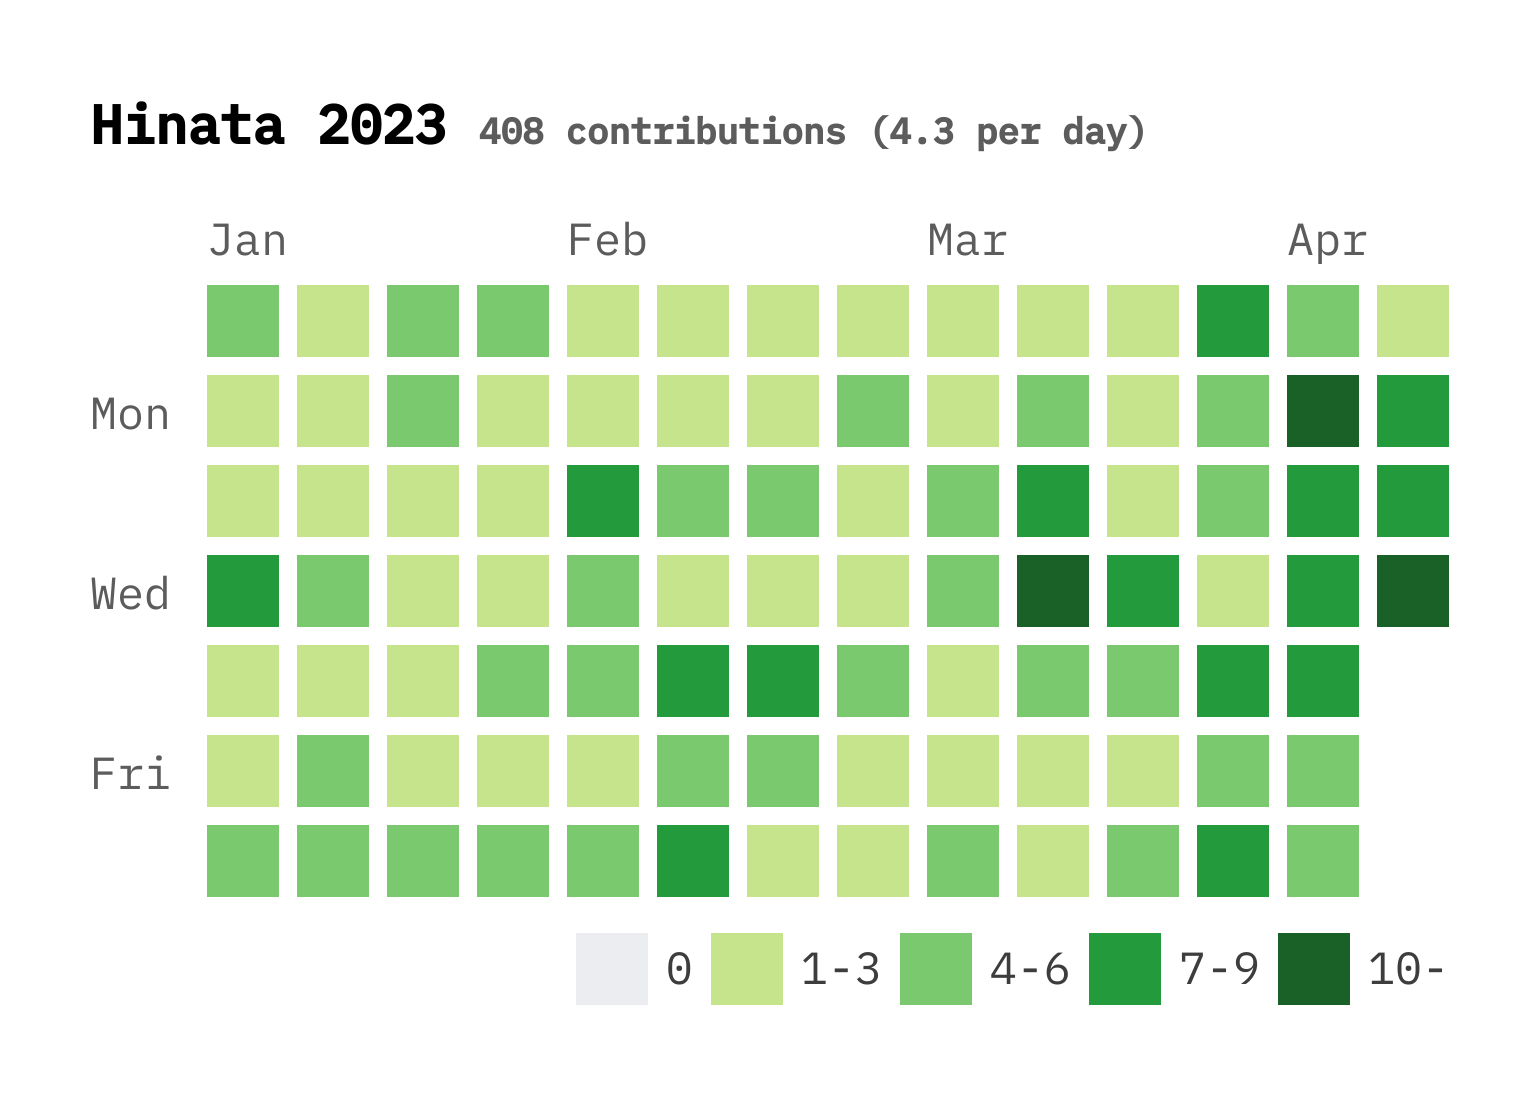 Hinata 2023 408 contributions (4.3 per day)
Jan Feb Mar Apr
Mon
Wed
Fri
0 1-3 4-6 7-9 10-